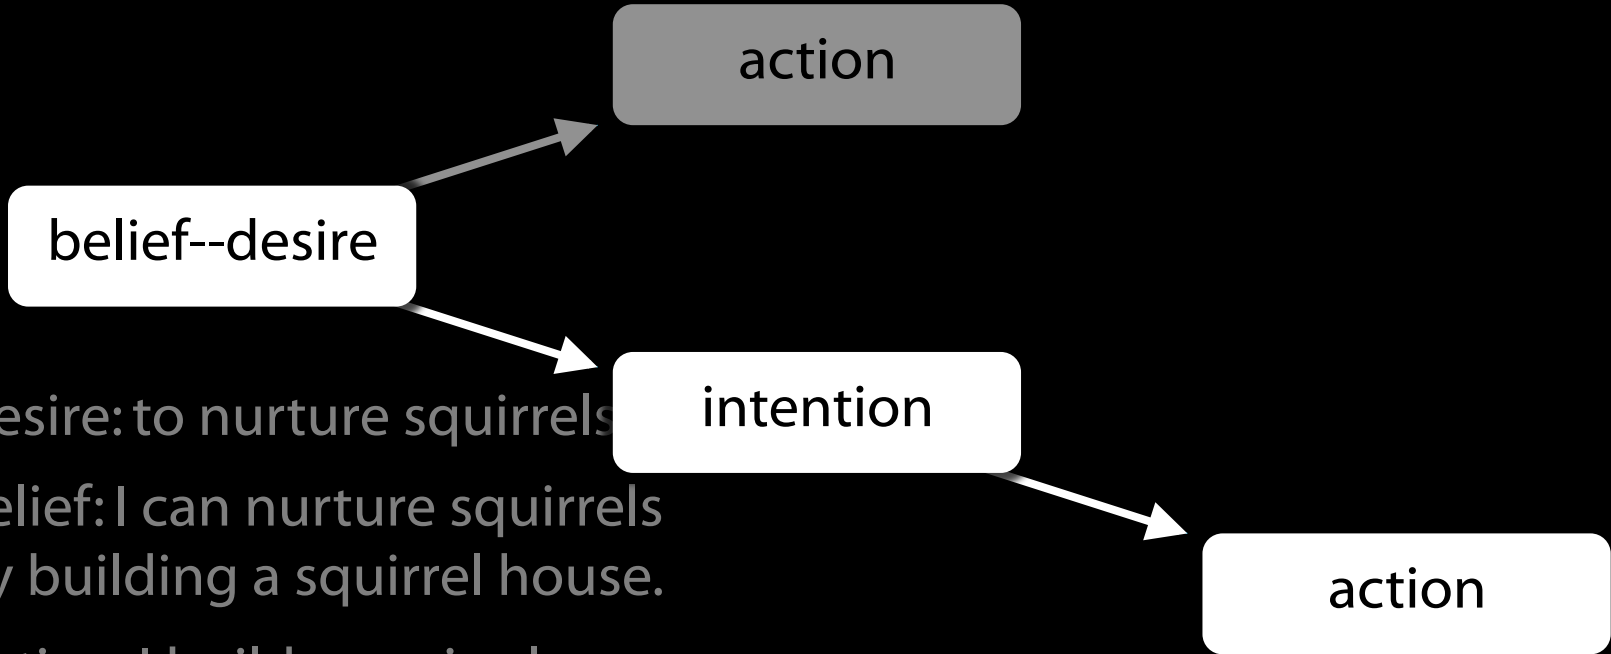 action
belief--desire
intention
esire: to nurture squirrels
elief: I can nurture squirrels
y building a squirrel house.
action